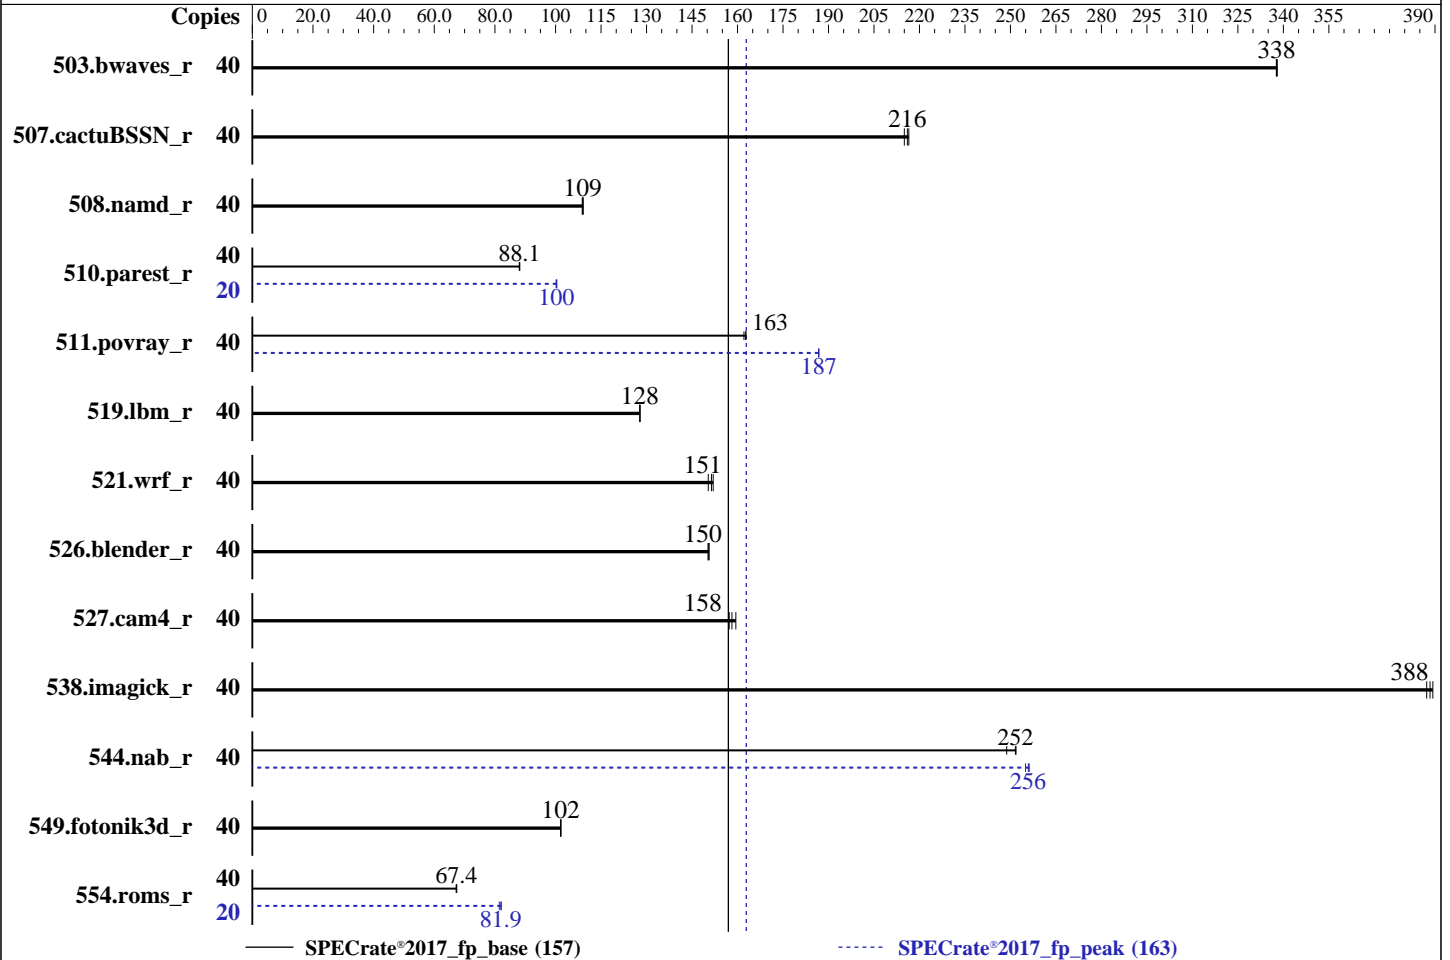 Copies 0 20.0 40.0 60.0 80.0 100 115 130 145 160 175 190 205 220 235 250 265 280 295 310 325 340 355 390
503.bwaves_r 40 338
507.cactuBSSN_r 40 216
508.namd_r 40 109
40 88.1
510.parest_r
20 100
511.povray_r 40 163
187
519.lbm_r 40 128
521.wrf_r 40 151
526.blender_r 40 150
527.cam4_r 40 158
538.imagick_r 40 388
544.nab_r 40 252
256
549.fotonik3d_r 40 102
40 67.4
554.roms_r
20 81.9
SPECrate®2017_fp_base (157) SPECrate®2017_fp_peak (163)